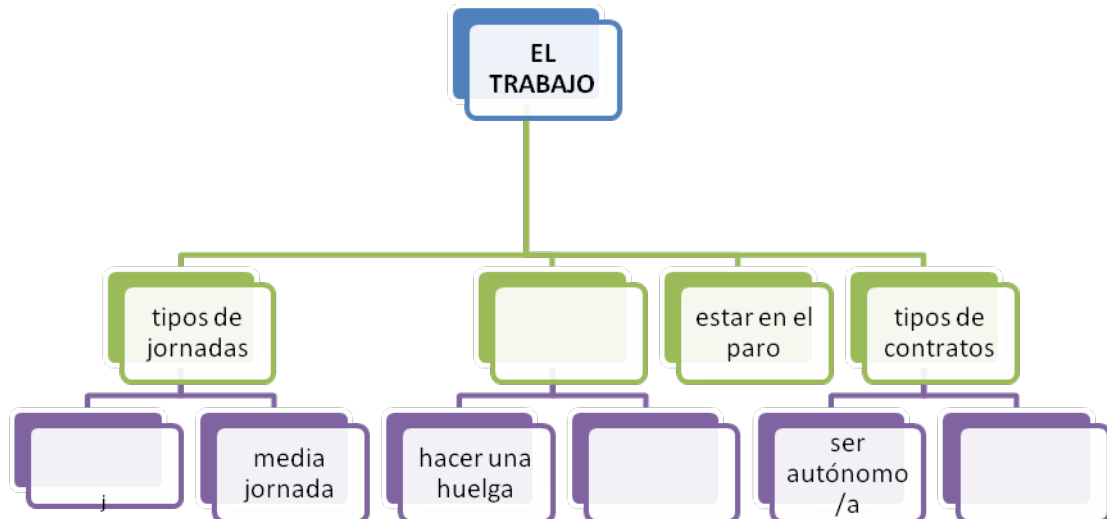 EL
TRABAJO
tipos de
jornadas
estar en el
paro
tipos de
contratos
j
media
jornada
hacer una
huelga
ser
autónomo
/a